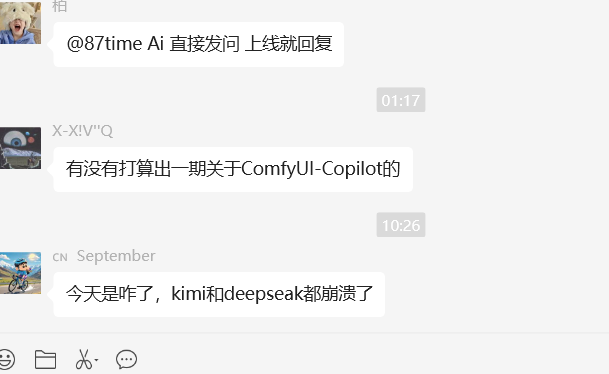 柏
@87time Ai 直接发问 上线就回复
01:17
X-X!V''Q
有没有打算出一期关于ComfyUI-Copilot的
10:26
CN September
今天是咋了，kimi和deepseak都崩溃了